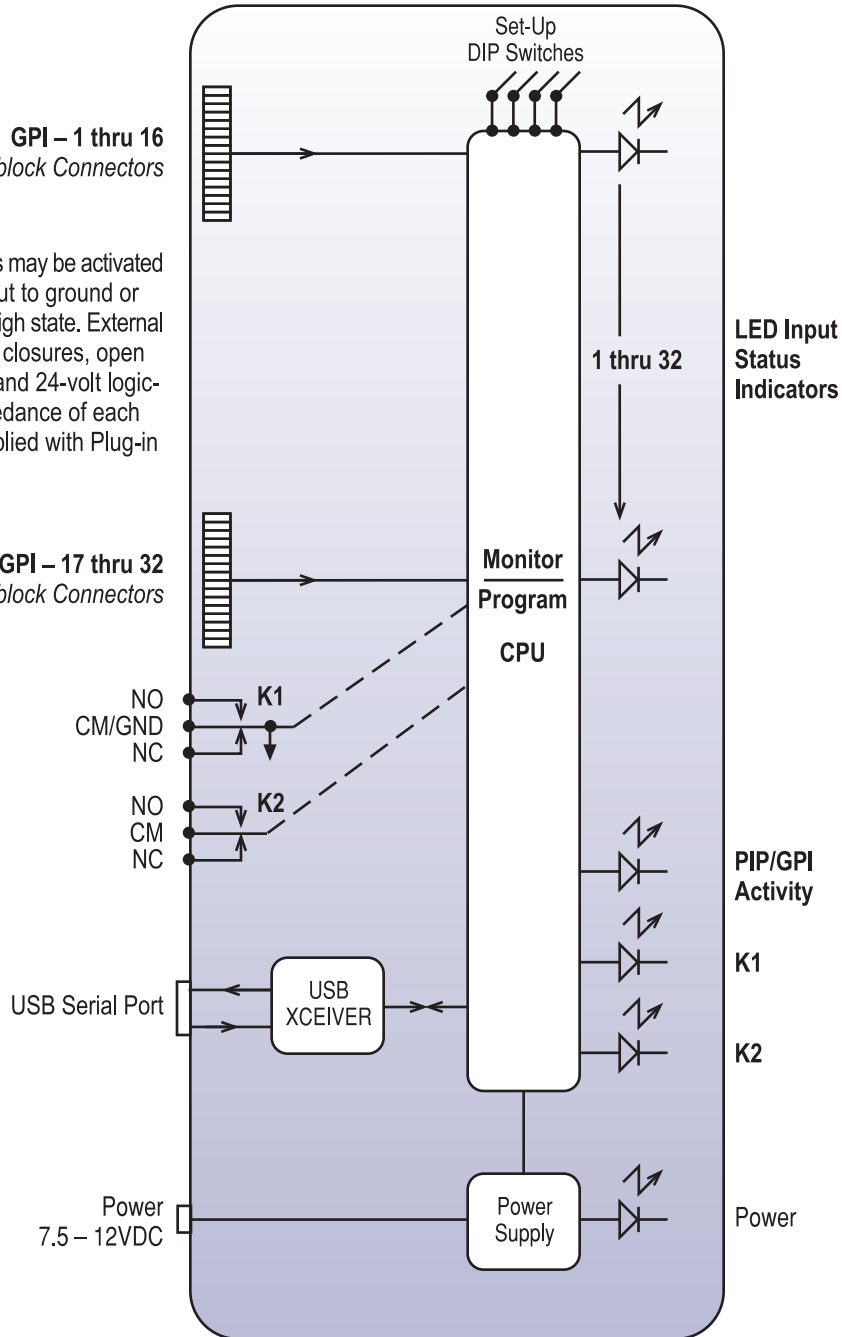 Set-Up
DIP Switches
GPI – 1 thru 16
block Connectors
s may be activated
ut to ground or
igh state. External
closures, open
and 24-volt logic-
edance of each
plied with Plug-in
1 thru 32
LED Input
Status
Indicators
GPI – 17 thru 32
block Connectors
Monitor
Program
CPU
NO
K1
CM/GND
NC
NO
K2
CM
NC
PIP/GPI
Activity
K1
K2
USB Serial Port
USB
XCEIVER
Power
7.5 – 12VDC
Power
Supply
Power